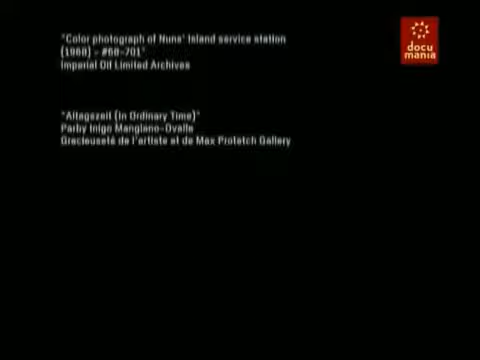 "Color photograph of Nuns' Island service station
(1968) - #68-701"
Imperial Oil Limited Archives
"Altagszeit (In Ordinary Time)"
Parby Inigo Manglano-Ovalle
Gracieuseté de l'artiste et de Max Protetch Gallery
docu
mania